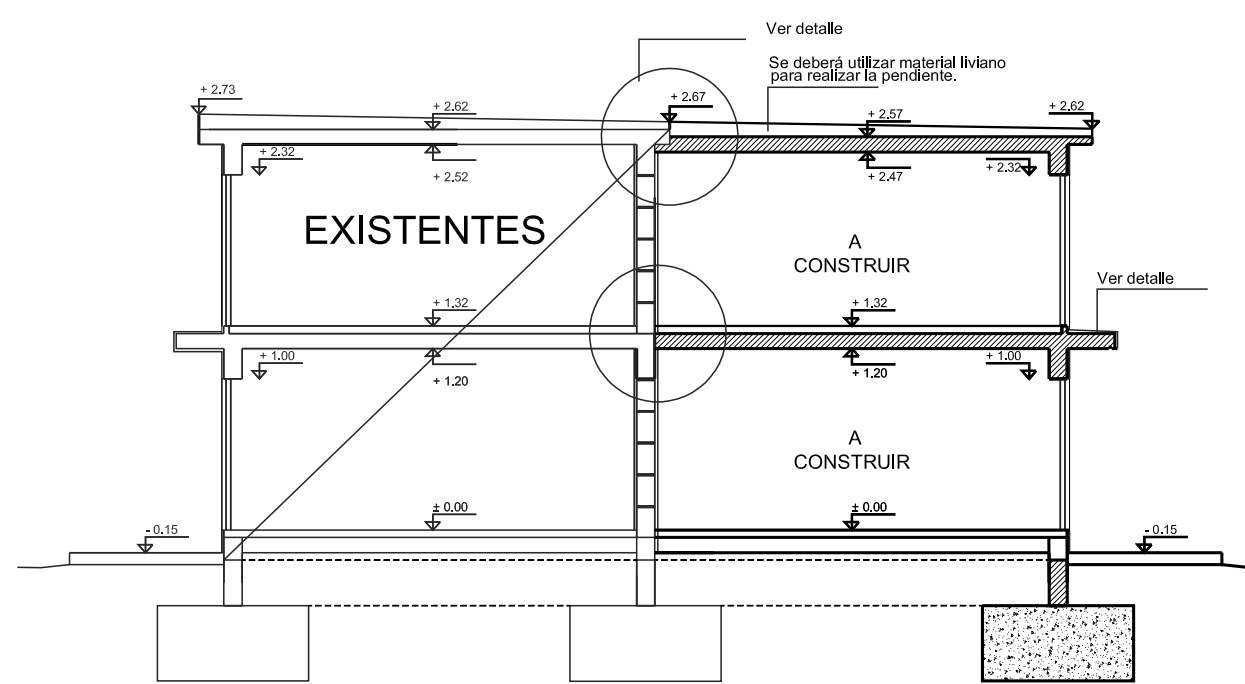 Ver detalle
Se deberá utilizar material liviano
para realizar la pendiente.
+ 2.73
+ 2.62
+ 2.67
+ 2.57
+ 2.62
+ 2.32
+ 2.52
+ 2.47
+ 2.32
EXISTENTES
A
CONSTRUIR
Ver detalle
+ 1.32
+ 1.32
+ 1.00
+ 1.20
+ 1.20
+ 1.00
A
CONSTRUIR
± 0.00
± 0.00
- 0.15
- 0.15